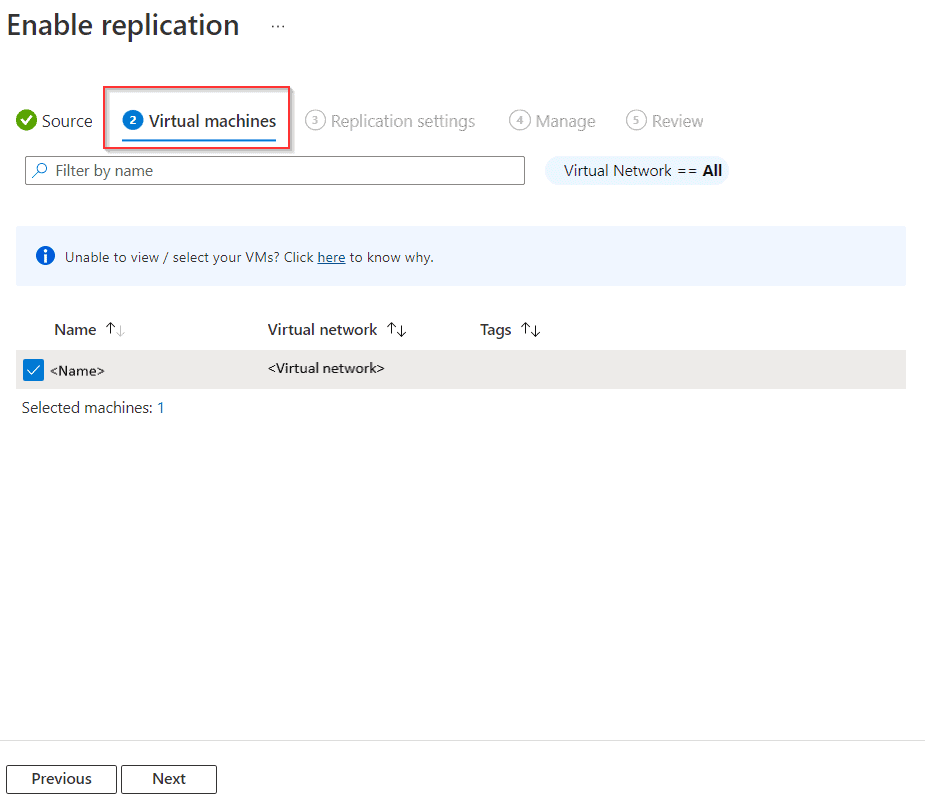 Enable replication ...
Source 2 Virtual machines 3 Replication settings 4 Manage 5 Review
Filter by name Virtual Network == All
Unable to view / select your VMs? Click here to know why.
Name ↑↓ Virtual network ↑↓ Tags ↑↓
<Name> <Virtual network>
Selected machines: 1
Previous Next